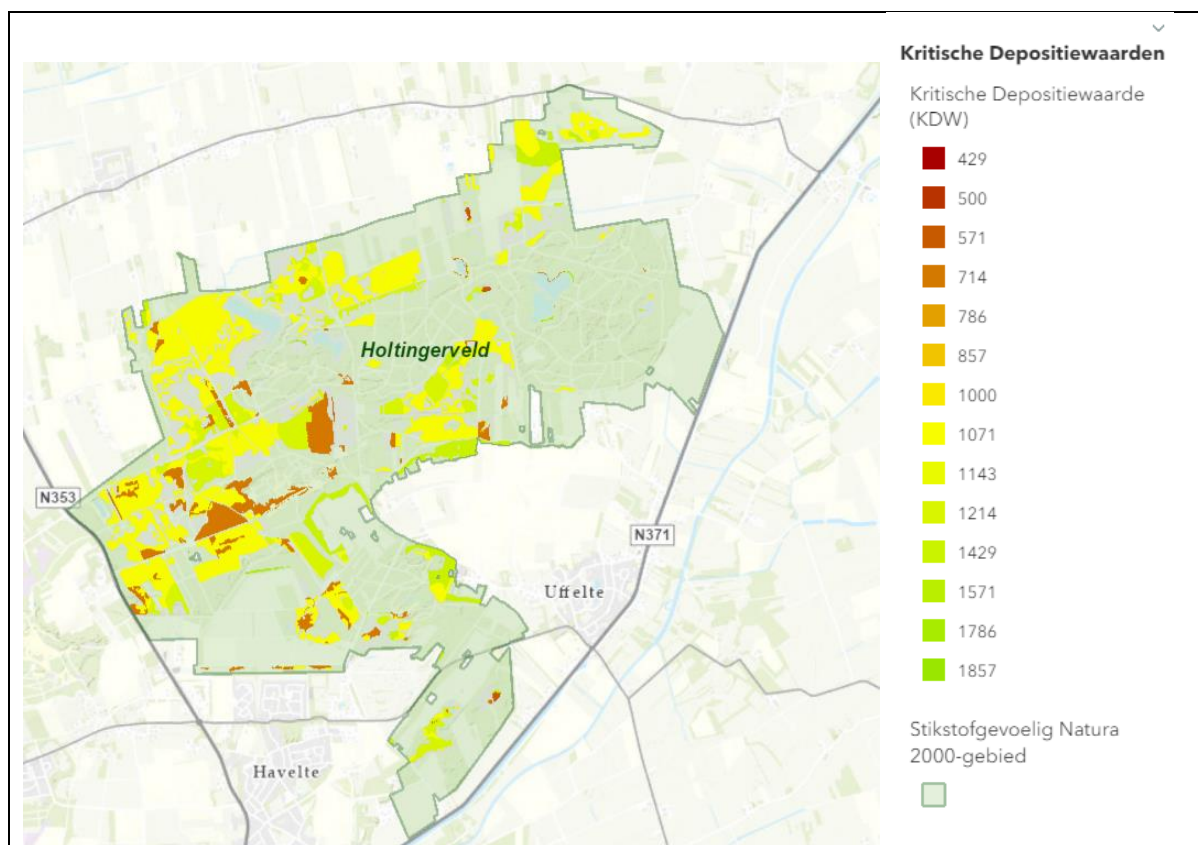 Kritische Depositiewaarden
Kritische Depositiewaarde
(KDW)
429
500
571
714
786
857
1000
1071
1143
1214
1429
1571
1786
1857
Stikstofgevoelig Natura
2000-gebied
Holtingerveld
N353
N371
Uffelte
Havelte